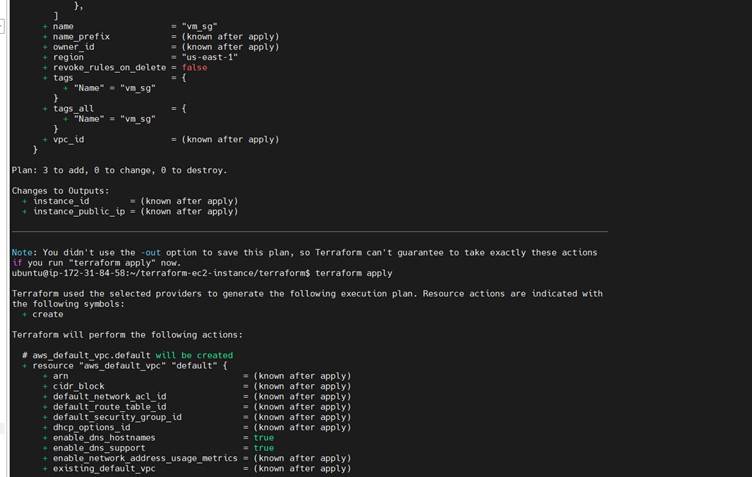 },
]
+ name = "vm_sg"
+ name_prefix = (known after apply)
+ owner_id = (known after apply)
+ region = "us-east-1"
+ revoke_rules_on_delete = false
+ tags = {
+ "Name" = "vm_sg"
}
+ tags_all = {
+ "Name" = "vm_sg"
}
+ vpc_id = (known after apply)
}
Plan: 3 to add, 0 to change, 0 to destroy.
Changes to Outputs:
+ instance_id = (known after apply)
+ instance_public_ip = (known after apply)
Note: You didn't use the -out option to save this plan, so Terraform can't guarantee to take exactly these actions
if you run "terraform apply" now.
ubuntu@ip-172-31-84-58:~/terraform-ec2-instance/terraform$ terraform apply
Terraform used the selected providers to generate the following execution plan. Resource actions are indicated with
the following symbols:
+ create
Terraform will perform the following actions:
# aws_default_vpc.default will be created
+ resource "aws_default_vpc" "default" {
+ arn = (known after apply)
+ cidr_block = (known after apply)
+ default_network_acl_id = (known after apply)
+ default_route_table_id = (known after apply)
+ default_security_group_id = (known after apply)
+ dhcp_options_id = (known after apply)
+ enable_dns_hostnames = true
+ enable_dns_support = true
+ enable_network_address_usage_metrics = (known after apply)
+ existing_default_vpc = (known after apply)